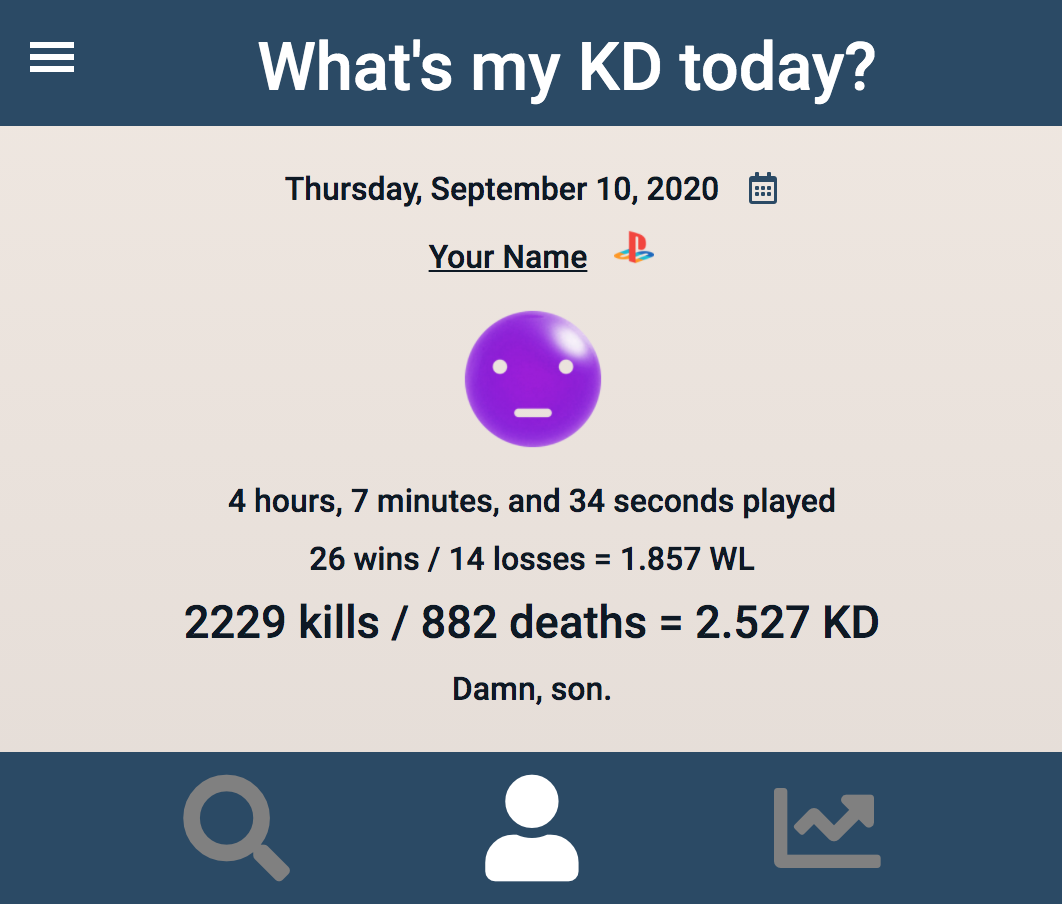 What's my KD today?
Thursday, September 10, 2020
Your Name
4 hours, 7 minutes, and 34 seconds played
26 wins / 14 losses = 1.857 WL
2229 kills / 882 deaths = 2.527 KD
Damn, son.